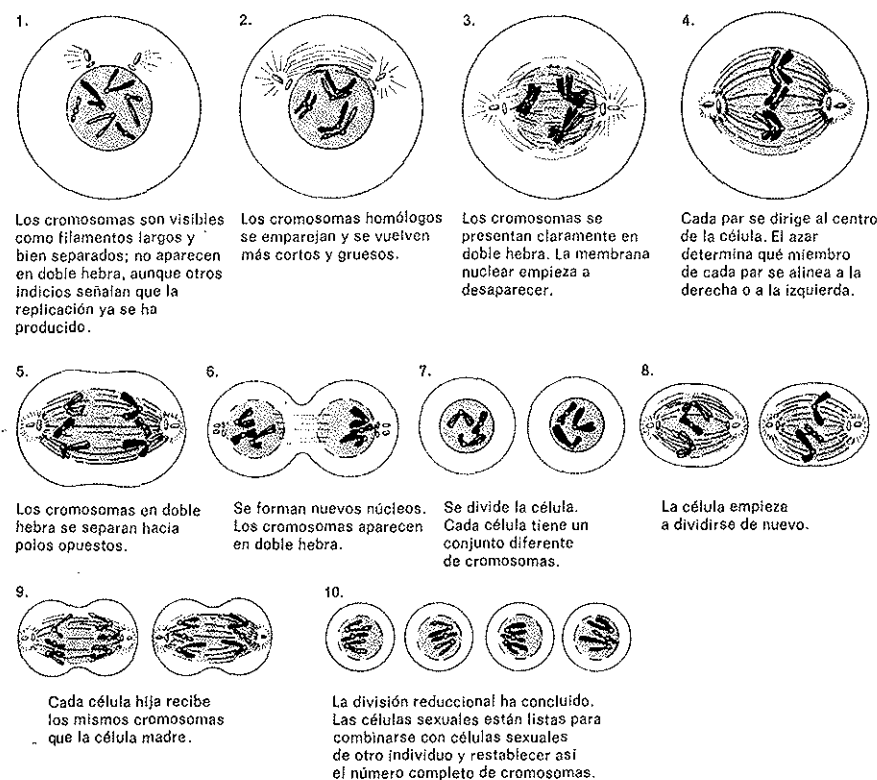 1.
Los cromosomas son visibles
como filamentos largos y
bien separados; no aparecen
en doble hebra, aunque otros
indicios señalan que la
replicación ya se ha
producido.
2.
Los cromosomas homólogos
se emparejan y se vuelven
más cortos y gruesos.
3.
Los cromosomas se
presentan claramente en
doble hebra. La membrana
nuclear empieza a
desaparecer.
4.
Cada par se dirige al centro
de la célula. El azar
determina qué miembro
de cada par se alinea a la
derecha o a la izquierda.
5.
Los cromosomas en doble
hebra se separan hacia
polos opuestos.
6.
Se forman nuevos núcleos.
Los cromosomas aparecen
en doble hebra.
7.
Se divide la célula.
Cada célula tiene un
conjunto diferente
de cromosomas.
8.
La célula empieza
a dividirse de nuevo.
9.
Cada célula hija recibe
los mismos cromosomas
que la célula madre.
10.
La división reduccional ha concluido.
Las células sexuales están listas para
combinarse con células sexuales
de otro individuo y restablecer así
el número completo de cromosomas.